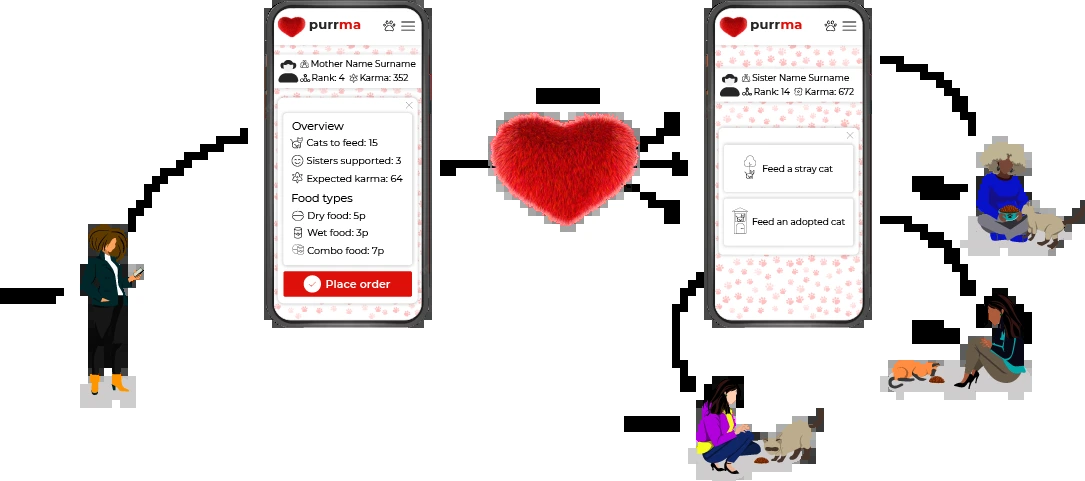 purrma
Mother Name Surname
Rank: 4 Karma: 352
Overview
Cats to feed: 15
Sisters supported: 3
Expected karma: 64
Food types
Dry food: 5p
Wet food: 3p
Combo food: 7p
Place order
purrma
Sister Name Surname
Rank: 14 Karma: 672
Feed a stray cat
Feed an adopted cat